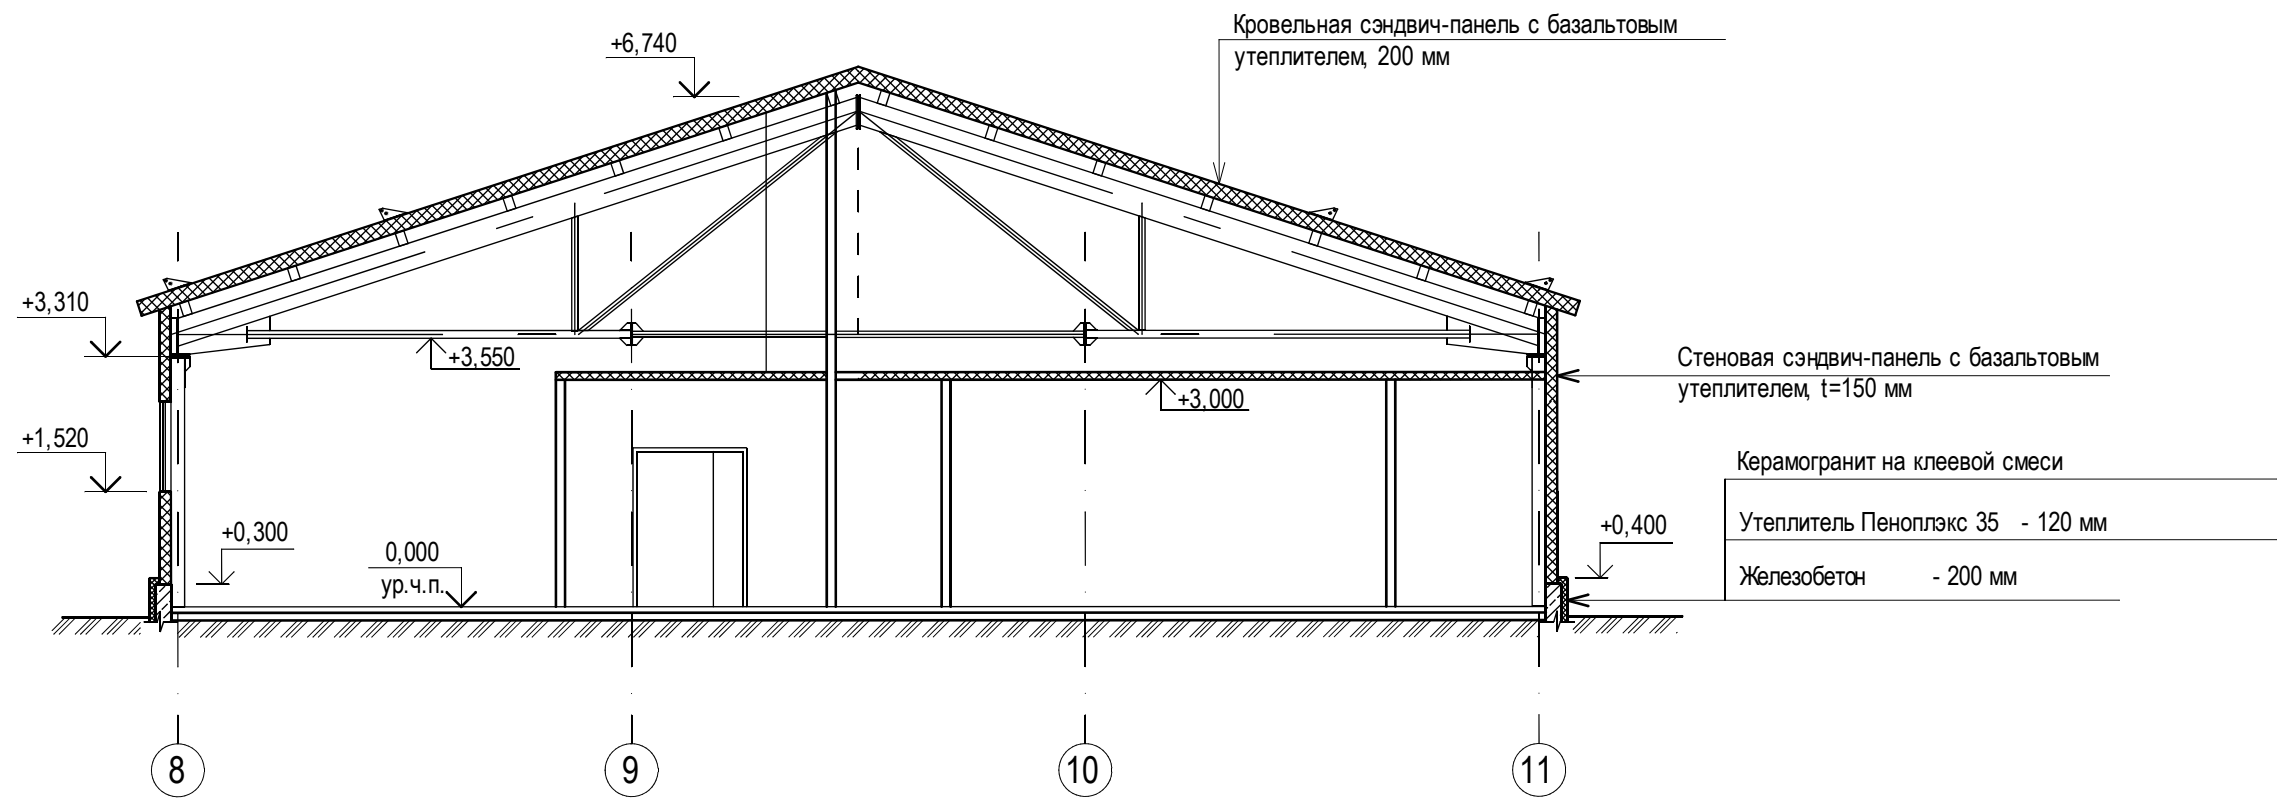 Кровельная сэндвич-панель с базальтовым
утеплителем, 200 мм
+6,740
+3,310
+3,550
Стеновая сэндвич-панель с базальтовым
утеплителем, t=150 мм
+3,000
+1,520
Керамогранит на клеевой смеси
+0,300
0,000
ур.ч.п.
+0,400
Утеплитель Пеноплэкс 35 - 120 мм
Железобетон - 200 мм
8
9
10
11